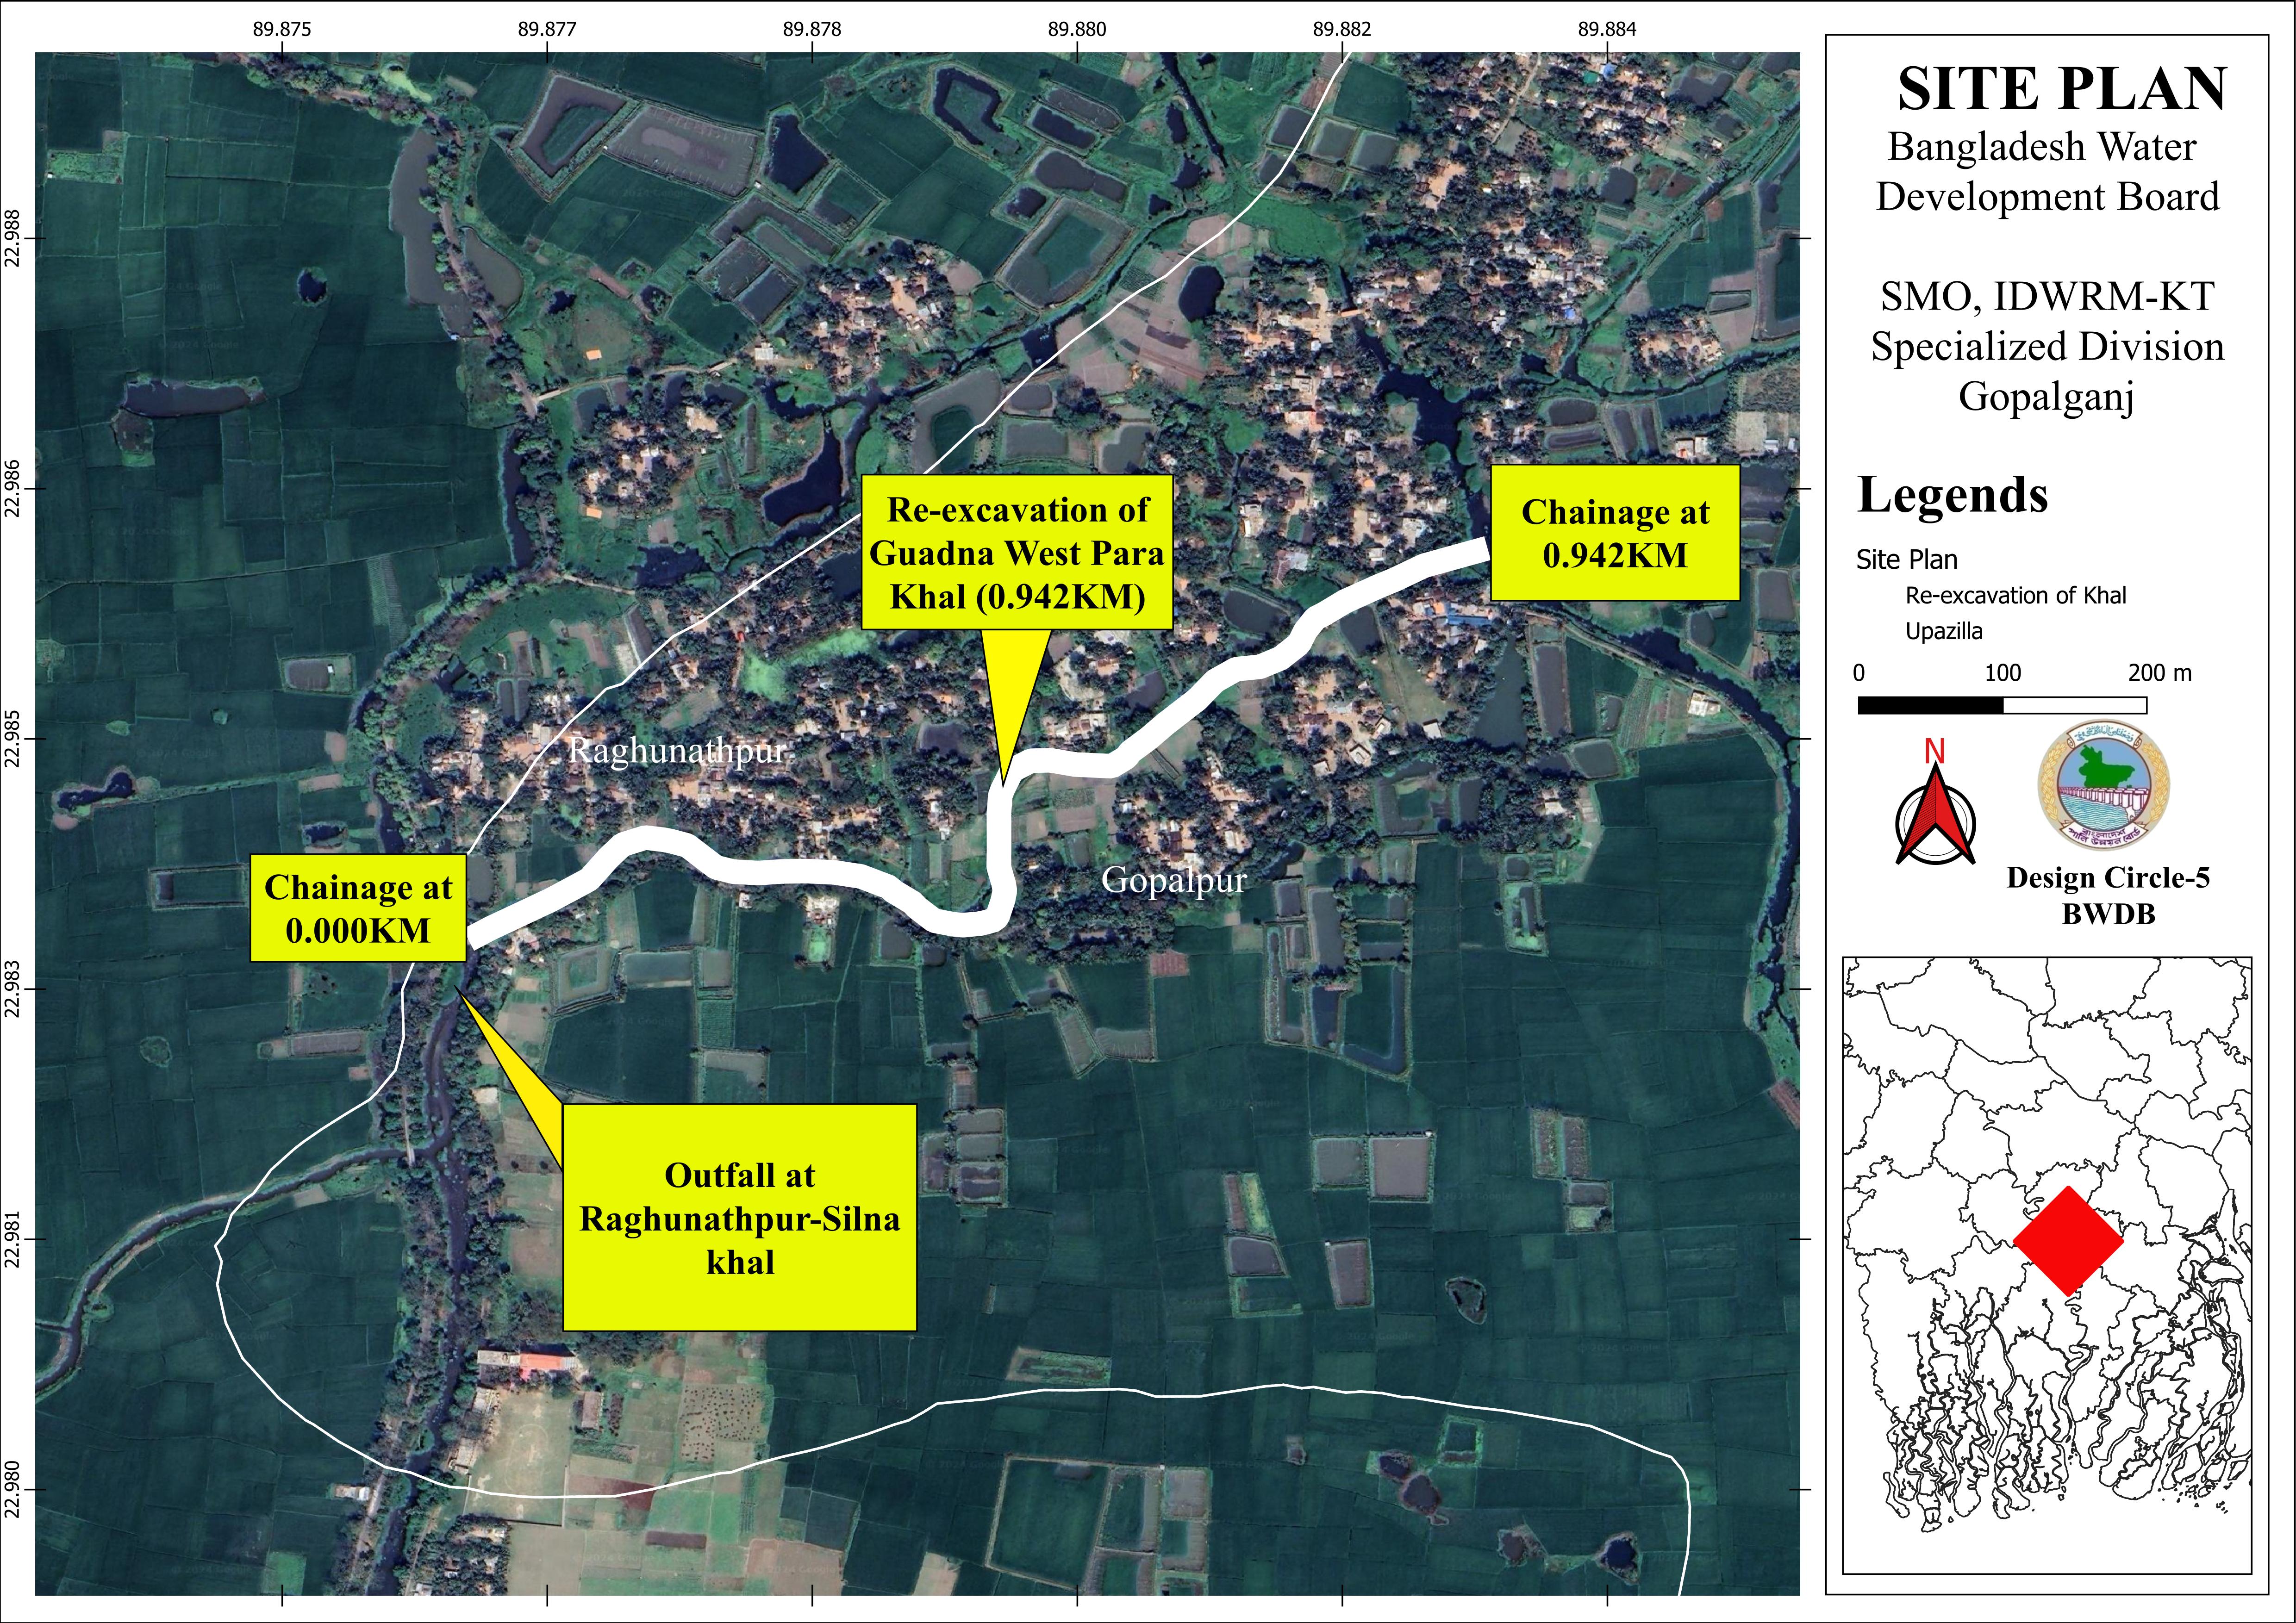 89.875 89.877 89.878 89.880 89.882 89.884
22.988
22.986
22.985
22.983
22.981
22.980
Re-excavation of
Guadna West Para
Khal (0.942KM)
Chainage at
0.942KM
Raghunathpur
Gopalpur
Chainage at
0.000KM
Outfall at
Raghunathpur-Silna
khal
SITE PLAN
Bangladesh Water
Development Board
SMO, IDWRM-KT
Specialized Division
Gopalganj
Legends
Site Plan
Re-excavation of Khal
Upazilla
0 100 200 m
N
Design Circle-5
BWDB